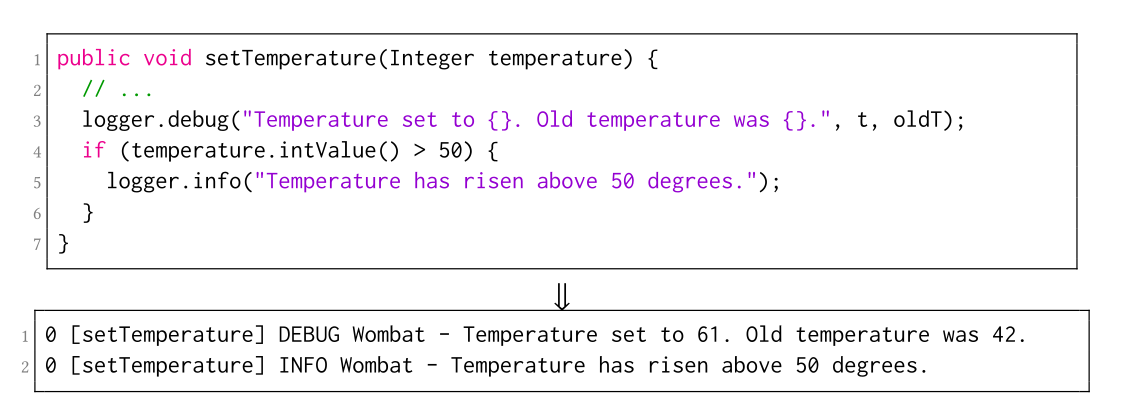 1 public void setTemperature(Integer temperature) {
2 // ...
3 logger.debug("Temperature set to {}. Old temperature was {}.", t, oldT);
4 if (temperature.intValue() > 50) {
5 logger.info("Temperature has risen above 50 degrees.");
6 }
7 }
⇓
1 0 [setTemperature] DEBUG Wombat - Temperature set to 61. Old temperature was 42.
2 0 [setTemperature] INFO Wombat - Temperature has risen above 50 degrees.